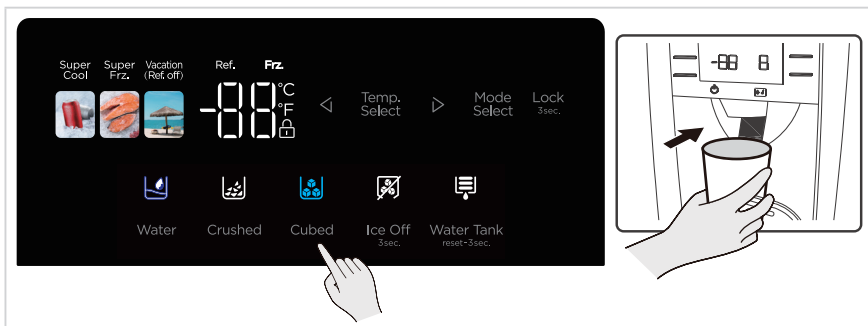 Super Cool
Super Frz.
Vacation (Ref. off)
Ref.
Frz.
-88
°C
°F
Temp. Select
Mode Select
Lock
3sec.
Water
Crushed
Cubed
Ice Off
3sec.
Water Tank
reset-3sec.
-88 8